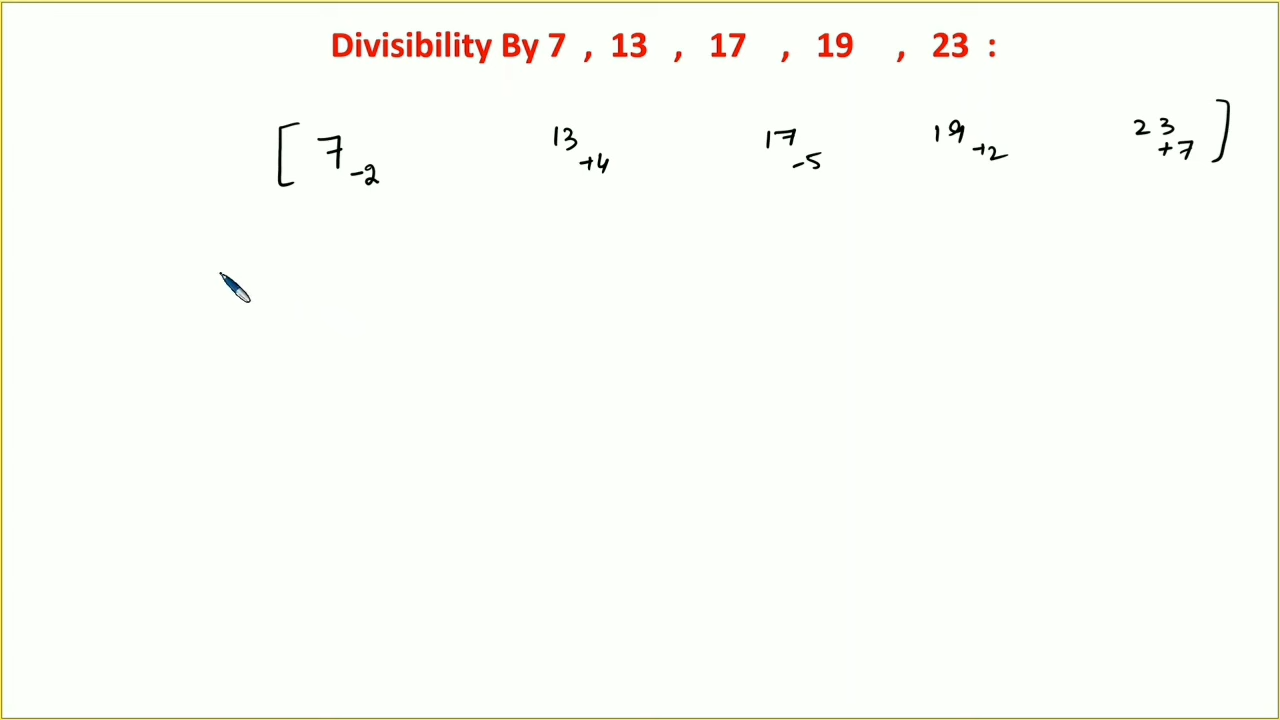 Divisibility By 7 , 13 , 17 , 19 , 23 :
[ 7 -2 13 +4 17 -5 19 +2 23 +7 ]